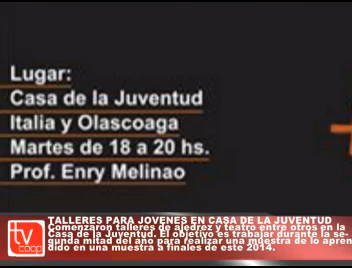 Lugar:
Casa de la Juventud
Italia y Olascoaga
Martes de 18 a 20 hs.
Prof. Enry Melinao
tv
coop
TALLERES PARA JOVENES EN CASA DE LA JUVENTUD
Comenzaron talleres de ajedrez y teatro entre otros en la
Casa de la Juventud. El objetivo es trabajar durante la se-
gunda mitad del año para realizar una muestra de lo apren
dido en una muestra a finales de este 2014.